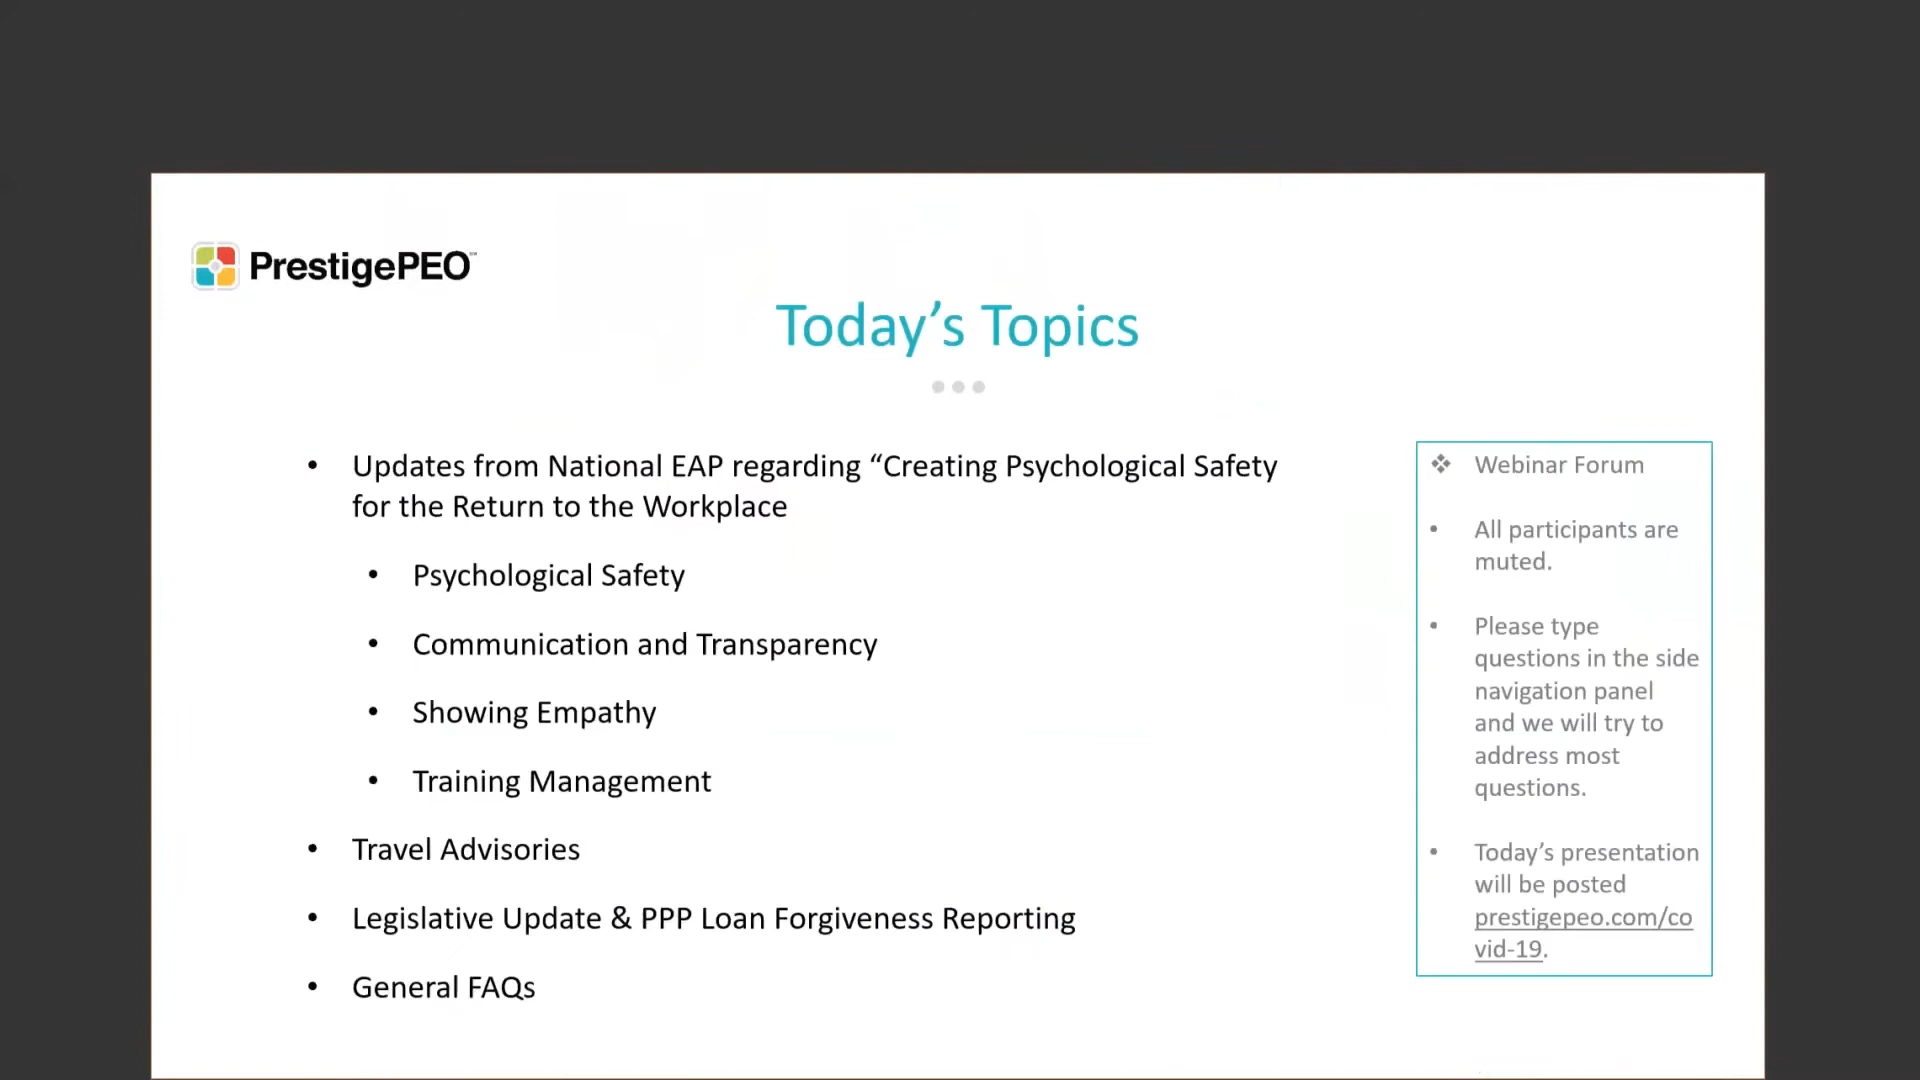 PrestigePEO
Today’s Topics
• Updates from National EAP regarding “Creating Psychological Safety
for the Return to the Workplace
• Psychological Safety
• Communication and Transparency
• Showing Empathy
• Training Management
• Travel Advisories
• Legislative Update & PPP Loan Forgiveness Reporting
• General FAQs
❖ Webinar Forum
• All participants are
muted.
• Please type
questions in the side
navigation panel
and we will try to
address most
questions.
• Today’s presentation
will be posted
prestigepeo.com/co
vid-19.